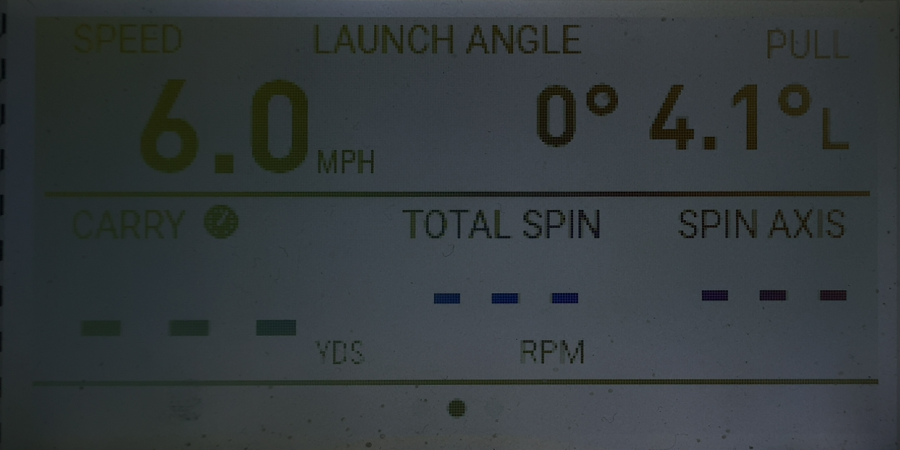 SPEED LAUNCH ANGLE PULL
6.0 MPH 0° 4.1° L
CARRY TOTAL SPIN SPIN AXIS
--- --- ---
YDS RPM